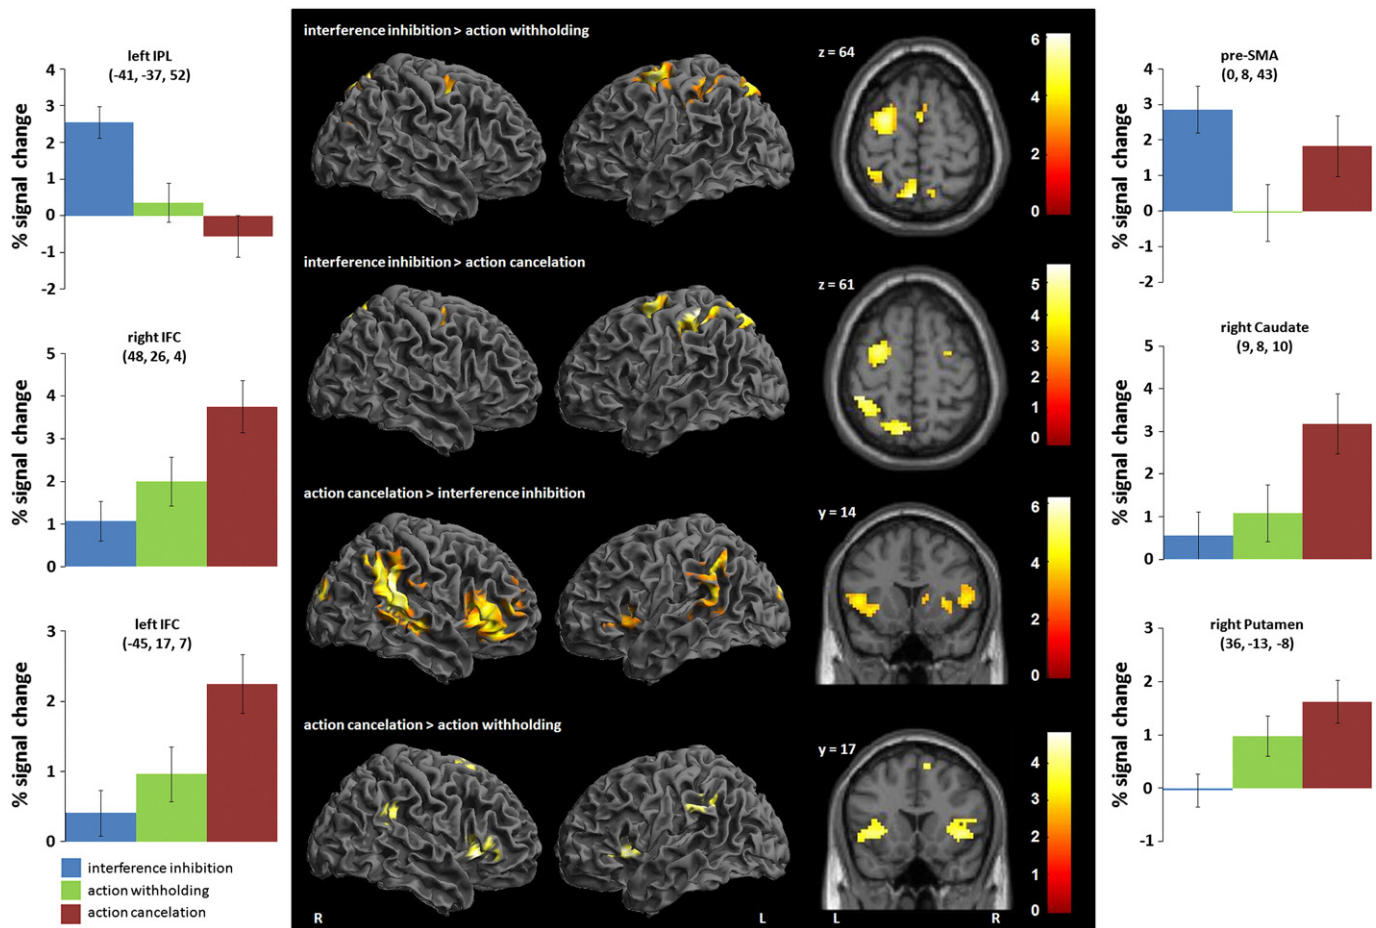 left IPL
(-41, -37, 52)
% signal change
4
3
2
1
0
-1
-2
right IFC
(48, 26, 4)
% signal change
5
4
3
2
1
0
left IFC
(-45, 17, 7)
% signal change
3
2
1
0
interference inhibition
action withholding
action cancelation
interference inhibition > action withholding
z = 64
6
4
2
0
interference inhibition > action cancelation
z = 61
5
4
3
2
1
0
action cancelation > interference inhibition
y = 14
6
4
2
0
action cancelation > action withholding
y = 17
4
3
2
1
0
R
L
L
R
pre-SMA
(0, 8, 43)
% signal change
4
3
2
1
0
-1
-2
right Caudate
(9, 8, 10)
% signal change
5
4
3
2
1
0
right Putamen
(36, -13, -8)
% signal change
3
2
1
0
-1